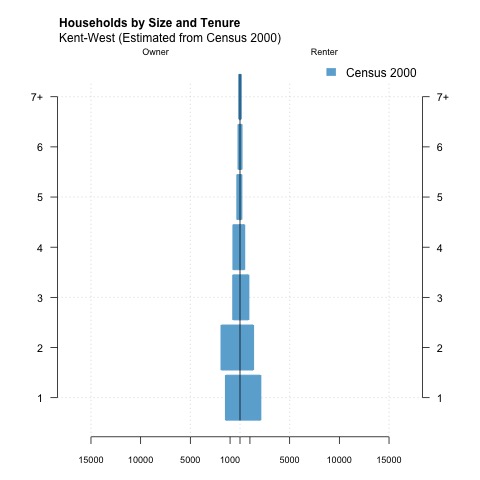 Households by Size and Tenure
Kent-West (Estimated from Census 2000)
Owner Renter
Census 2000
7+ 7+
6 6
5 5
4 4
3 3
2 2
1 1
15000 10000 5000 1000 5000 10000 15000